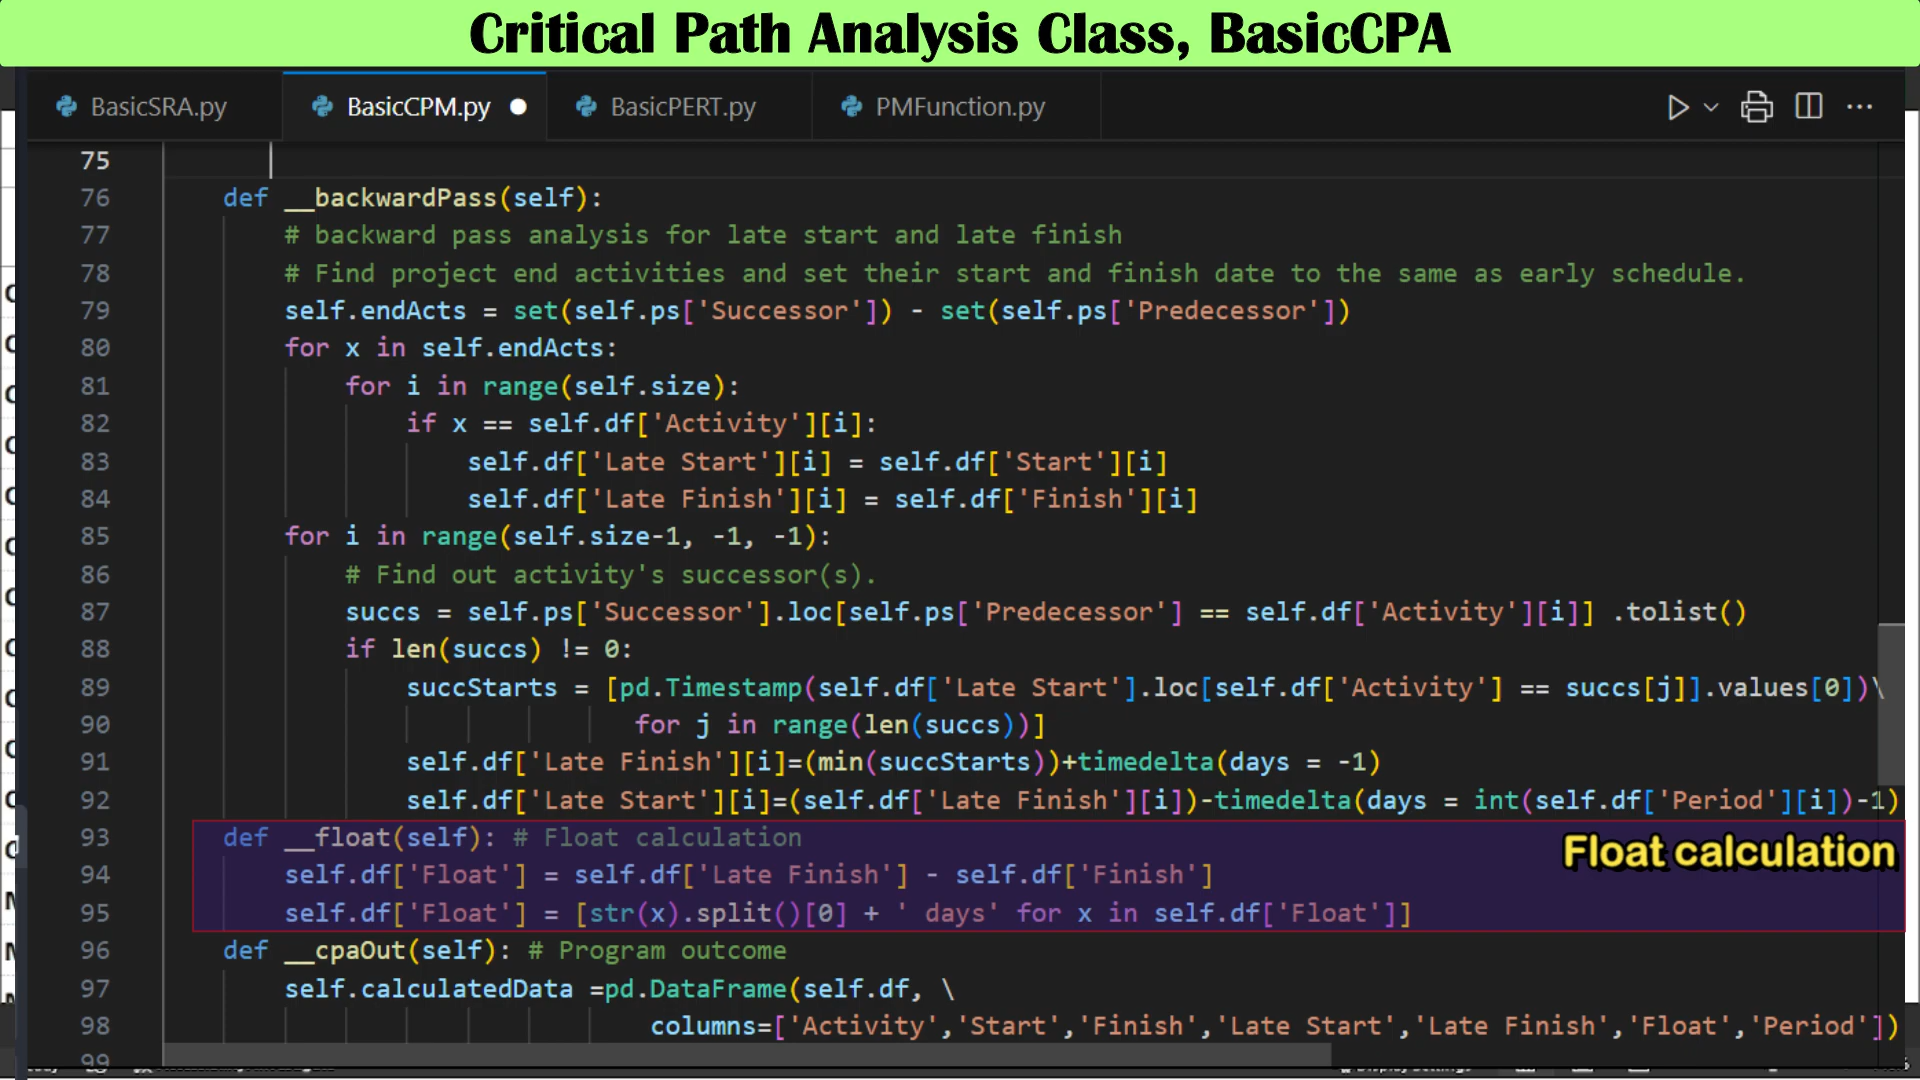 Critical Path Analysis Class, BasicCPA
BasicSRA.py BasicCPM.py BasicPERT.py PMFunction.py
75
76 def __backwardPass(self):
77 # backward pass analysis for late start and late finish
78 # Find project end activities and set their start and finish date to the same as early schedule.
79 self.endActs = set(self.ps['Successor']) - set(self.ps['Predecessor'])
80 for x in self.endActs:
81 for i in range(self.size):
82 if x == self.df['Activity'][i]:
83 self.df['Late Start'][i] = self.df['Start'][i]
84 self.df['Late Finish'][i] = self.df['Finish'][i]
85 for i in range(self.size-1, -1, -1):
86 # Find out activity's successor(s).
87 succs = self.ps['Successor'].loc[self.ps['Predecessor'] == self.df['Activity'][i]] .tolist()
88 if len(succs) != 0:
89 succStarts = [pd.Timestamp(self.df['Late Start'].loc[self.df['Activity'] == succs[j]].values[0])\
90 for j in range(len(succs))]
91 self.df['Late Finish'][i]=(min(succStarts))+timedelta(days = -1)
92 self.df['Late Start'][i]=(self.df['Late Finish'][i])-timedelta(days = int(self.df['Period'][i])-1)
93 def __float(self): # Float calculation
Float calculation
94 self.df['Float'] = self.df['Late Finish'] - self.df['Finish']
95 self.df['Float'] = [str(x).split()[0] + ' days' for x in self.df['Float']]
96 def __cpaOut(self): # Program outcome
97 self.calculatedData =pd.DataFrame(self.df, \
98 columns=['Activity','Start','Finish','Late Start','Late Finish','Float','Period'])
99